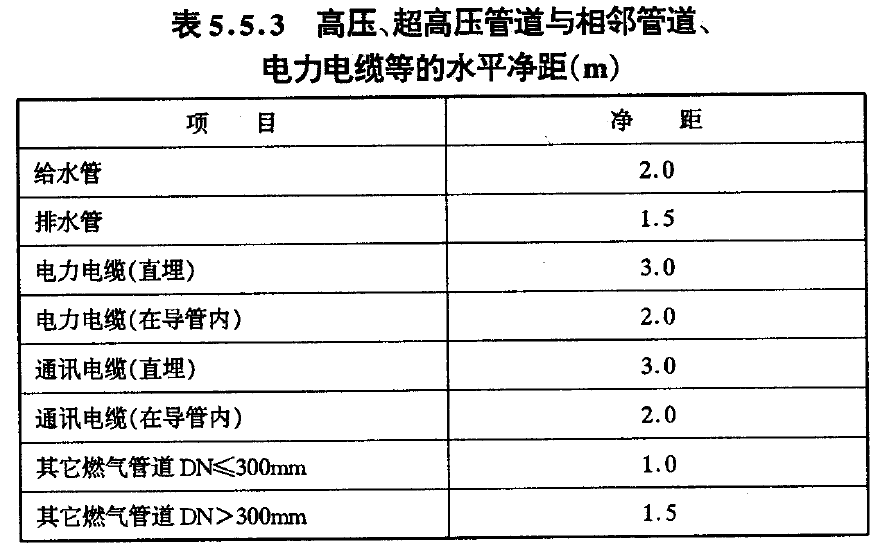 表5.5.3 高压、超高压管道与相邻管道、
电力电缆等的水平净距(m)
项 目 净 距
给水管 2.0
排水管 1.5
电力电缆(直埋) 3.0
电力电缆(在导管内) 2.0
通讯电缆(直埋) 3.0
通讯电缆(在导管内) 2.0
其它燃气管道 DN≤300mm 1.0
其它燃气管道 DN>300mm 1.5